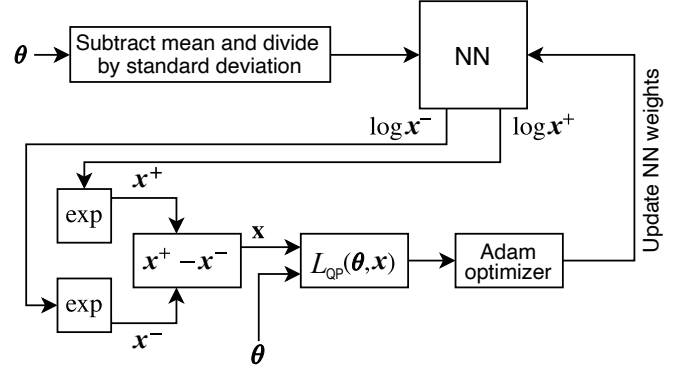 θ
Subtract mean and divide
by standard deviation
NN
log x⁻
log x⁺
Update NN weights
exp
x⁺
x⁺ − x⁻
x
L_QP(θ, x)
Adam
optimizer
exp
x⁻
θ